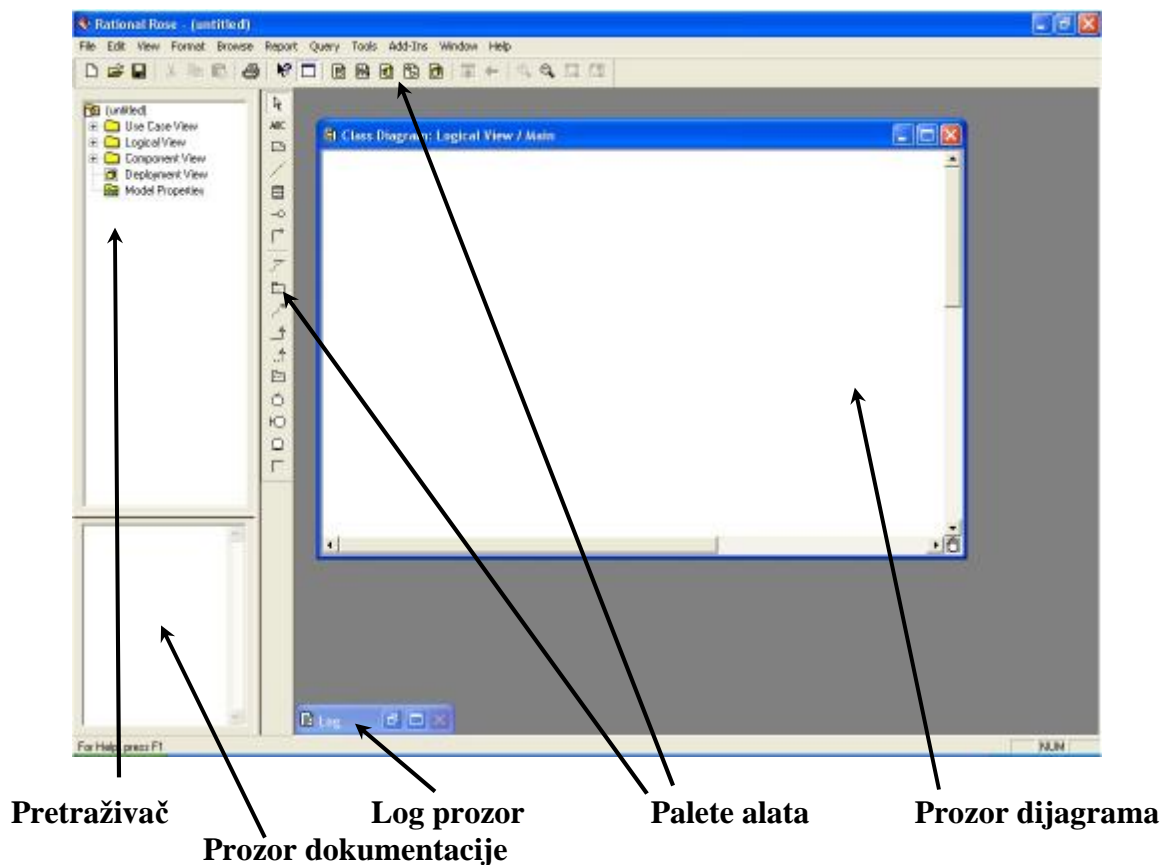 Rational Rose - (untitled)
File Edit View Format Browse Report Query Tools Add-Ins Window Help
(untitled)
Use Case View
Logical View
Component View
Deployment View
Model Properties
ABC
Class Diagram: Logical View / Main
Log
For Help, press F1
NUM
Pretraživač Log prozor Palete alata Prozor dijagrama
Prozor dokumentacije